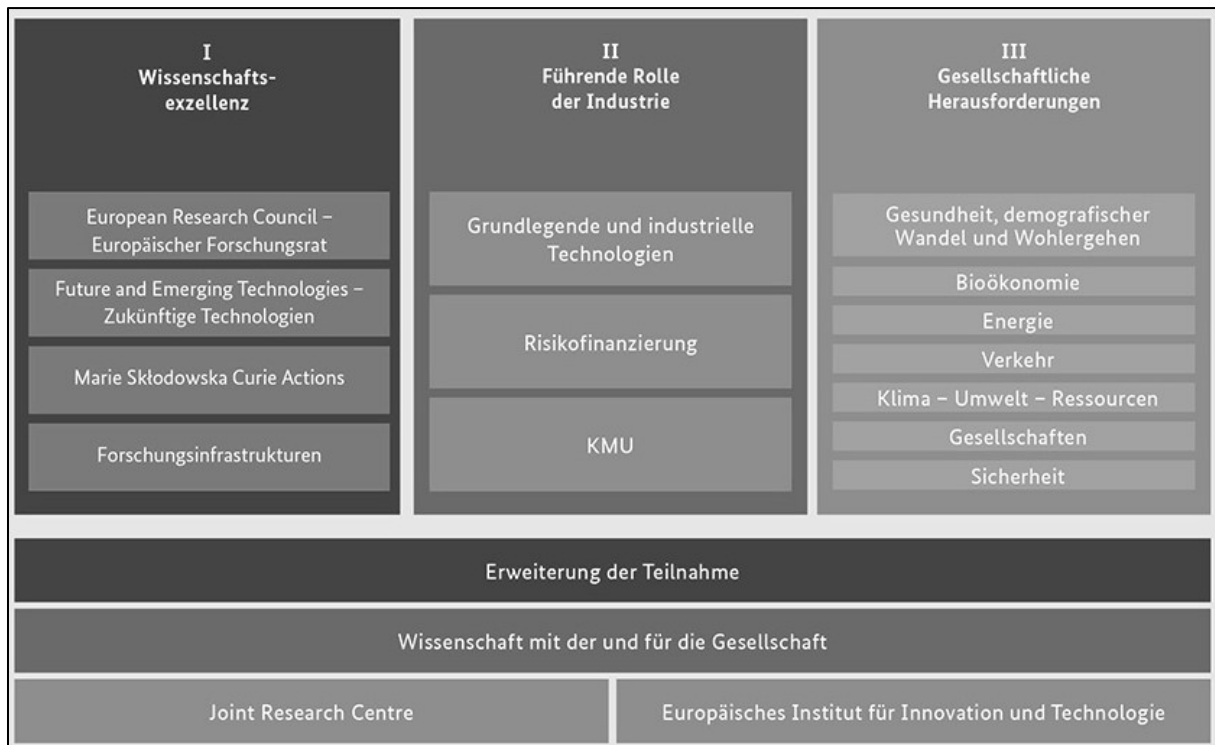 I
Wissenschafts-
exzellenz
European Research Council –
Europäischer Forschungsrat
Future and Emerging Technologies –
Zukünftige Technologien
Marie Skłodowska Curie Actions
Forschungsinfrastrukturen
II
Führende Rolle
der Industrie
Grundlegende und industrielle
Technologien
Risikofinanzierung
KMU
III
Gesellschaftliche
Herausforderungen
Gesundheit, demografischer
Wandel und Wohlergehen
Bioökonomie
Energie
Verkehr
Klima – Umwelt – Ressourcen
Gesellschaften
Sicherheit
Erweiterung der Teilnahme
Wissenschaft mit der und für die Gesellschaft
Joint Research Centre
Europäisches Institut für Innovation und Technologie